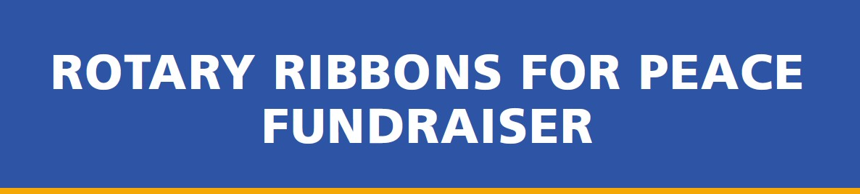 ROTARY RIBBONS FOR PEACE
FUNDRAISER